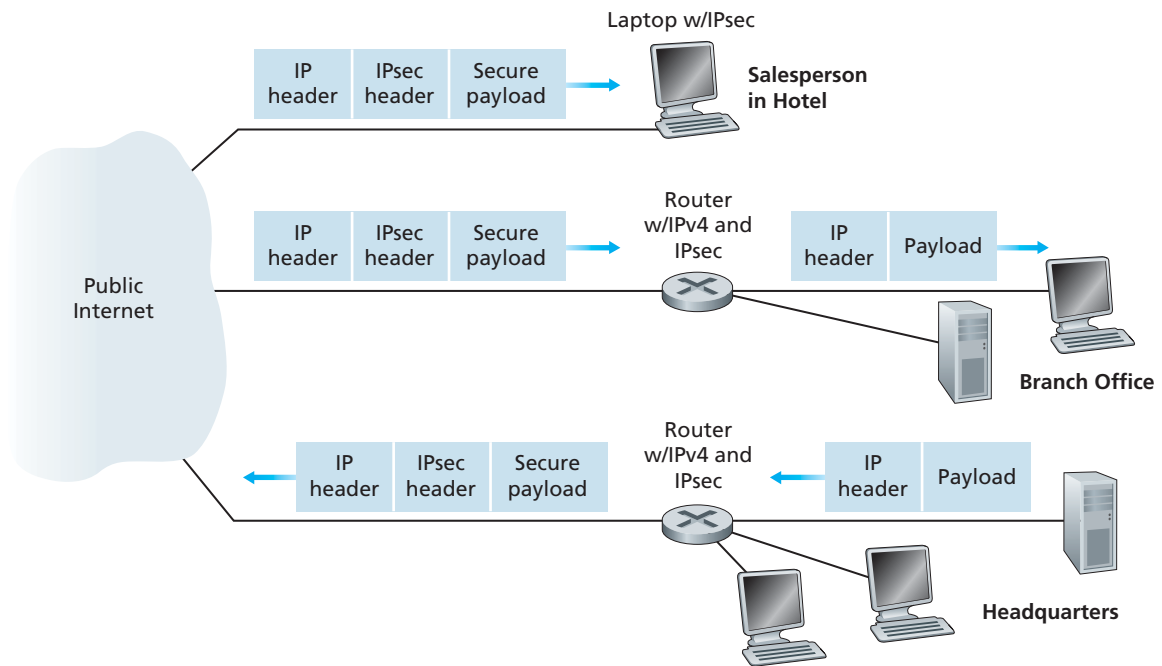 Laptop w/IPsec
IP
header
IPsec
header
Secure
payload
Salesperson
in Hotel
Router
w/IPv4 and
IPsec
IP
header
IPsec
header
Secure
payload
IP
header
Payload
Public
Internet
Branch Office
Router
w/IPv4 and
IPsec
IP
header
IPsec
header
Secure
payload
IP
header
Payload
Headquarters